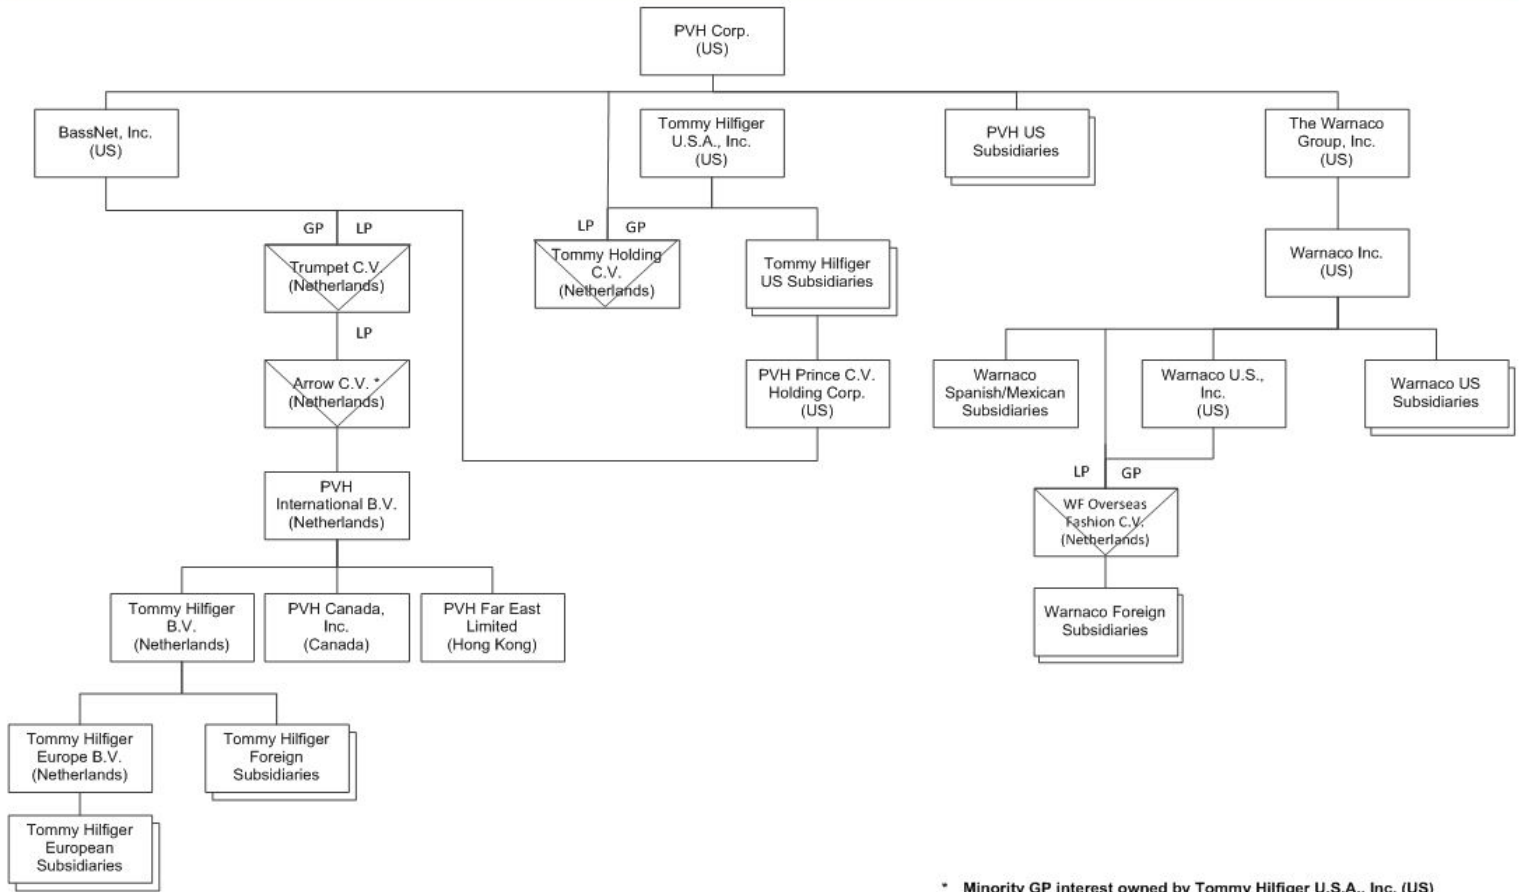 PVH Corp.
(US)
BassNet, Inc.
(US)
Tommy Hilfiger
U.S.A., Inc.
(US)
PVH US
Subsidiaries
The Warnaco
Group, Inc.
(US)
GP
LP
Trumpet C.V.
(Netherlands)
LP
GP
Tommy Holding
C.V.
(Netherlands)
Tommy Hilfiger
US Subsidiaries
Warnaco Inc.
(US)
LP
Arrow C.V. *
(Netherlands)
PVH Prince C.V.
Holding Corp.
(US)
Warnaco
Spanish/Mexican
Subsidiaries
Warnaco U.S.,
Inc.
(US)
Warnaco US
Subsidiaries
PVH
International B.V.
(Netherlands)
LP
GP
WF Overseas
Fashion C.V.
(Netherlands)
Tommy Hilfiger
B.V.
(Netherlands)
PVH Canada,
Inc.
(Canada)
PVH Far East
Limited
(Hong Kong)
Warnaco Foreign
Subsidiaries
Tommy Hilfiger
Europe B.V.
(Netherlands)
Tommy Hilfiger
Foreign
Subsidiaries
Tommy Hilfiger
European
Subsidiaries
* Minority GP interest owned by Tommy Hilfiger U.S.A., Inc. (US)